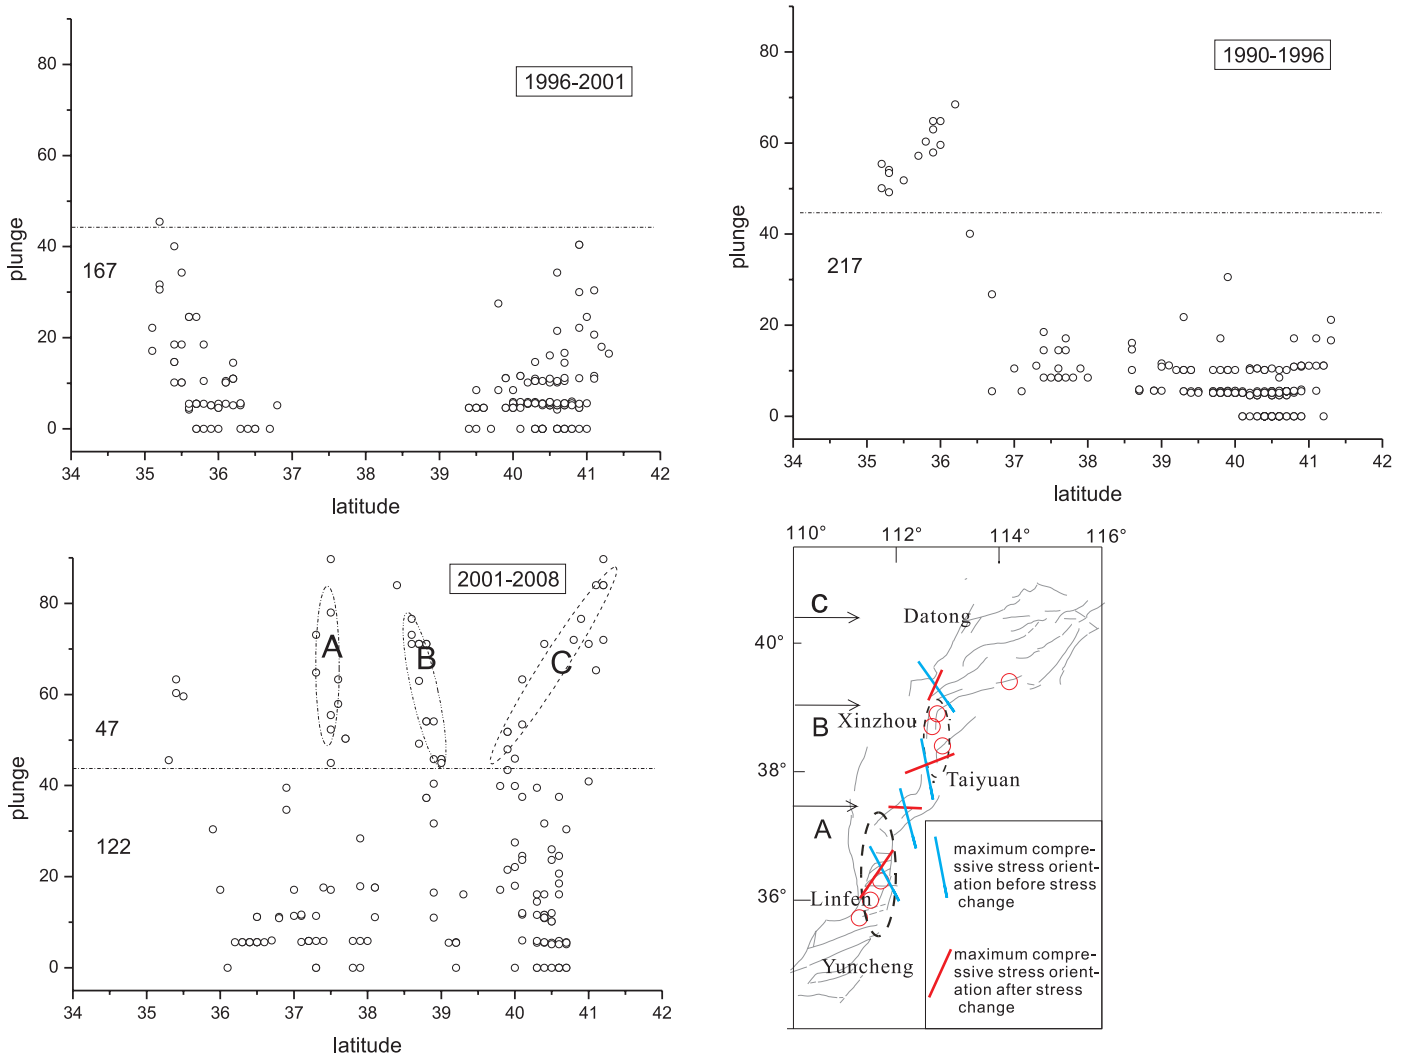 1996-2001
80
60
40
20
0
plunge
167
34 35 36 37 38 39 40 41 42
latitude
1990-1996
80
60
40
20
0
plunge
217
34 35 36 37 38 39 40 41 42
latitude
2001-2008
80
60
40
20
0
plunge
A
B
C
47
122
34 35 36 37 38 39 40 41 42
latitude
110° 112° 114° 116°
C
Datong
40°
B
Xinzhou
38°
Taiyuan
A
36°
Linfen
Yuncheng
maximum compre-
ssive stress orient-
ation before stress
change
maximum compre-
ssive stress orient-
ation after stress
change